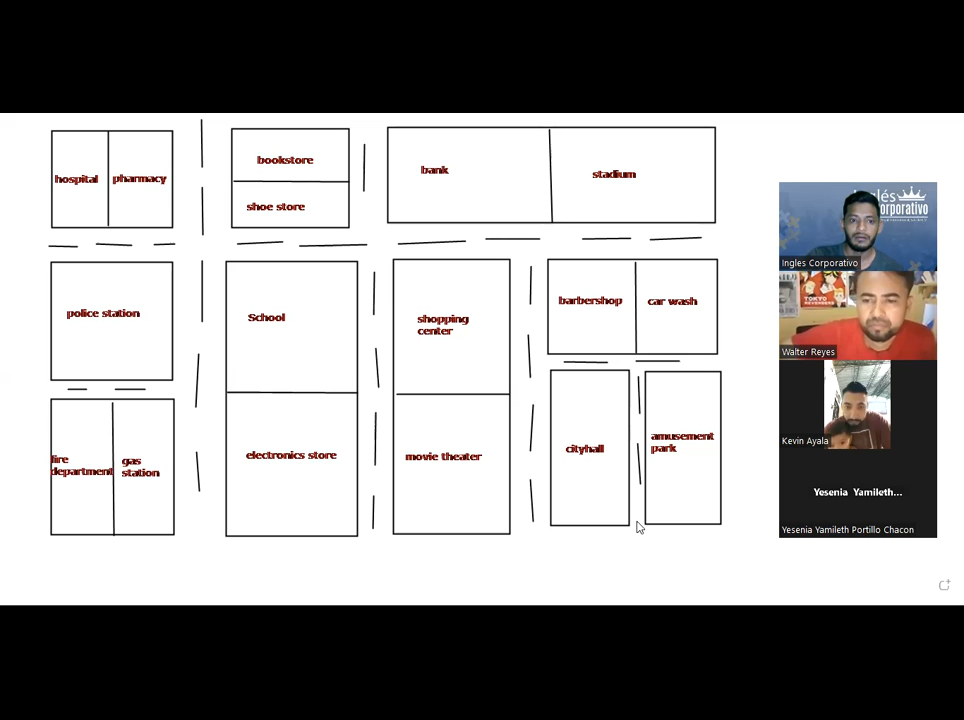 hospital
pharmacy
bookstore
shoe store
bank
stadium
police station
School
shopping
center
barbershop
car wash
fire
department
gas
station
electronics store
movie theater
cityhall
amusement
park
Inglés
Corporativo
Ingles Corporativo
TOKYO
REVENGERS
Walter Reyes
Kevin Ayala
Yesenia Yamileth...
Yesenia Yamileth Portillo Chacon